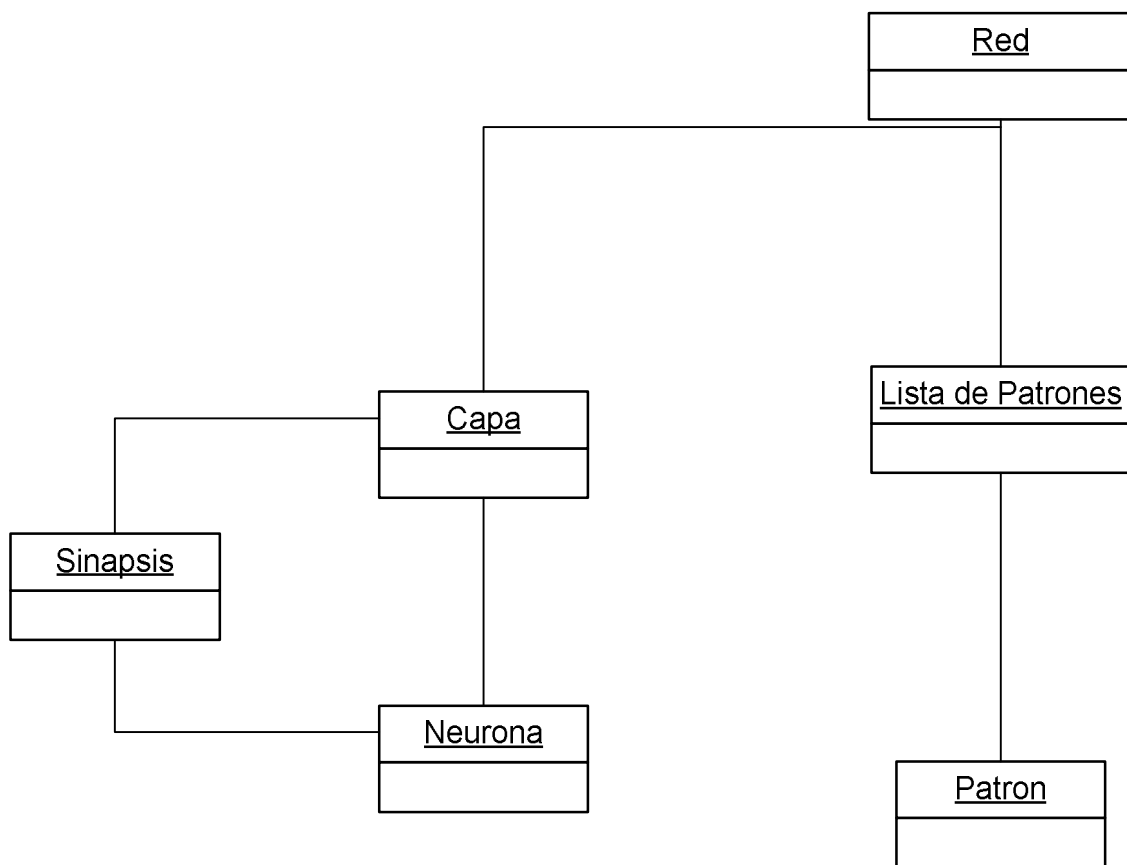 Red
Lista de Patrones
Capa
Sinapsis
Neurona
Patron